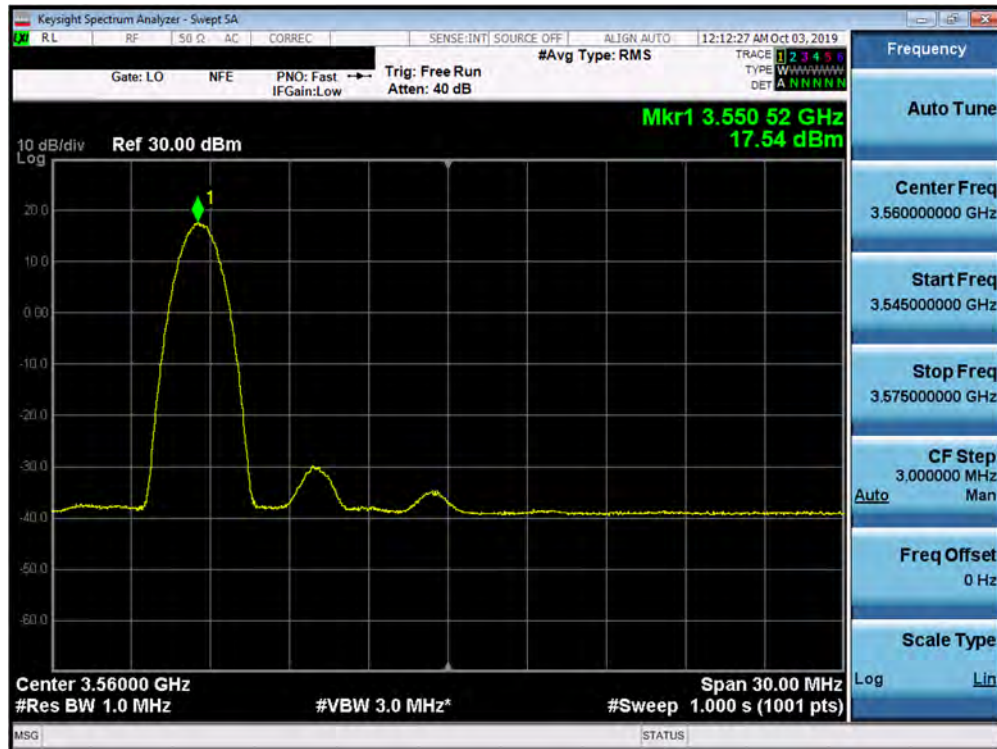 Keysight Spectrum Analyzer - Swept SA
LXI RL RF 50 Ω AC CORREC SENSE:INT SOURCE OFF ALIGN AUTO 12:12:27 AM Oct 03, 2019
Gate: LO NFE PNO: Fast Trig: Free Run #Avg Type: RMS TRACE 1 2 3 4 5 6
IFGain:Low Atten: 40 dB TYPE WWWWWW
DET A N N N N N
Mkr1 3.550 52 GHz
17.54 dBm
10 dB/div Ref 30.00 dBm
Log
1
20.0
10.0
0.00
-10.0
-20.0
-30.0
-40.0
-50.0
-60.0
Center 3.56000 GHz Span 30.00 MHz
#Res BW 1.0 MHz #VBW 3.0 MHz* #Sweep 1.000 s (1001 pts)
MSG STATUS
Frequency
Auto Tune
Center Freq
3.560000000 GHz
Start Freq
3.545000000 GHz
Stop Freq
3.575000000 GHz
CF Step
3.000000 MHz
Auto Man
Freq Offset
0 Hz
Scale Type
Log Lin